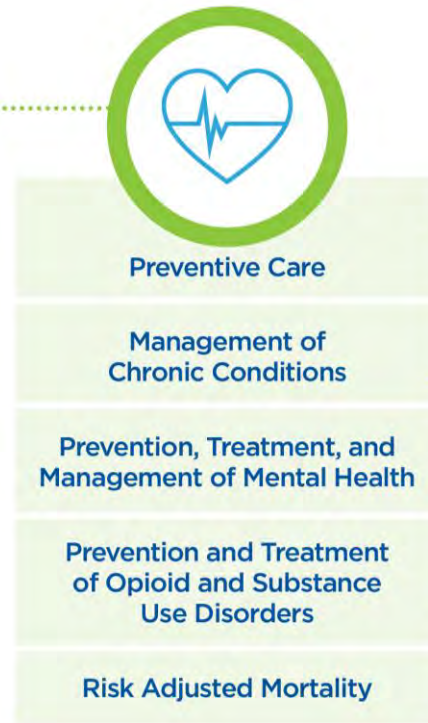 Preventive Care
Management of
Chronic Conditions
Prevention, Treatment, and
Management of Mental Health
Prevention and Treatment
of Opioid and Substance
Use Disorders
Risk Adjusted Mortality